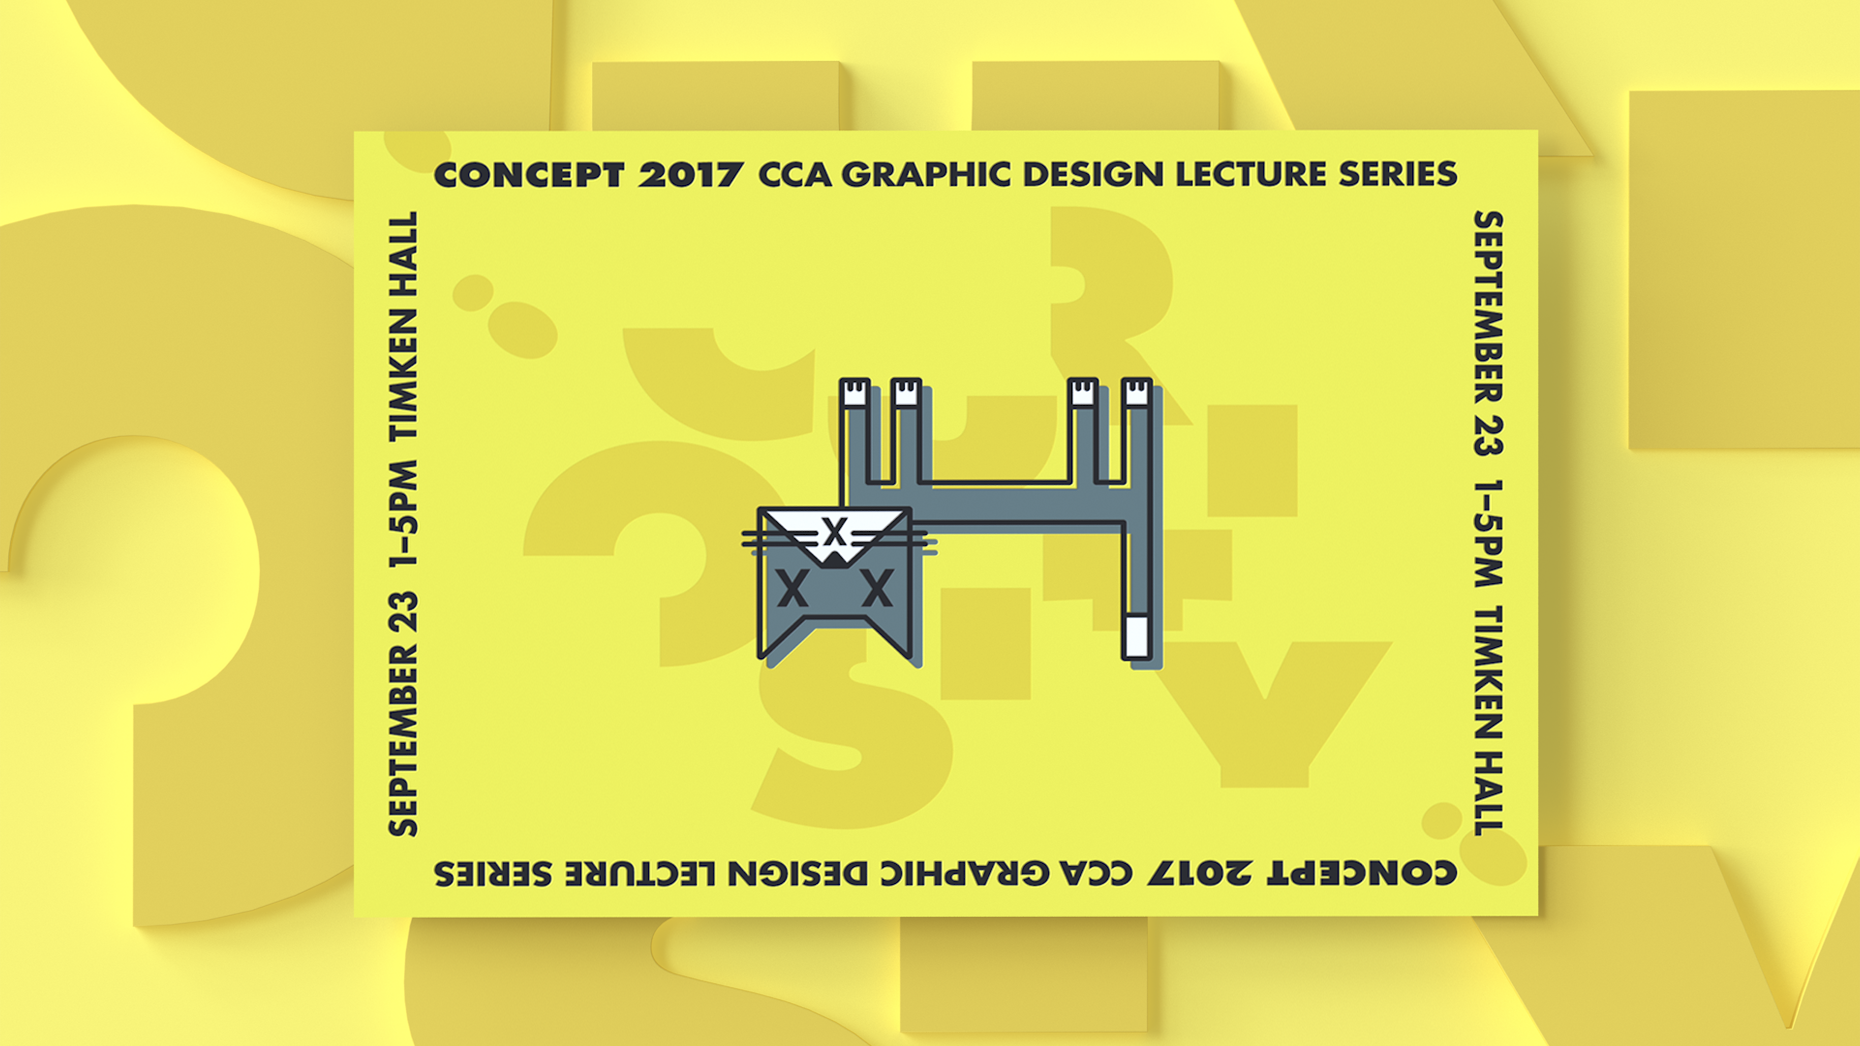 CONCEPT 2017 CCA GRAPHIC DESIGN LECTURE SERIES
SEPTEMBER 23 1–5PM TIMKEN HALL
SEPTEMBER 23 1–5PM TIMKEN HALL
CURIOSITY
X
X X
CONCEPT 2017 CCA GRAPHIC DESIGN LECTURE SERIES